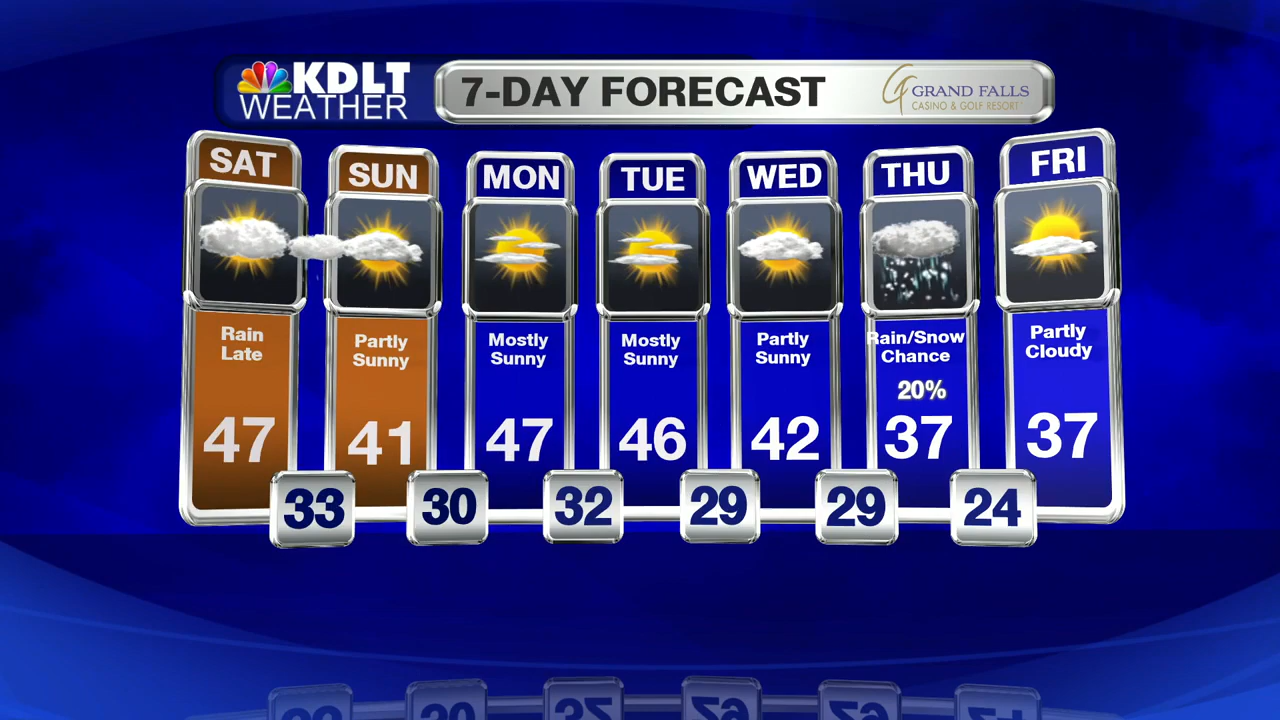 KDLT
WEATHER
7-DAY FORECAST
GRAND FALLS
CASINO & GOLF RESORT
SAT
SUN
MON
TUE
WED
THU
FRI
Rain
Late
47
Partly
Sunny
41
Mostly
Sunny
47
Mostly
Sunny
46
Partly
Sunny
42
Rain/Snow
Chance
20%
37
Partly
Cloudy
37
33
30
32
29
29
24